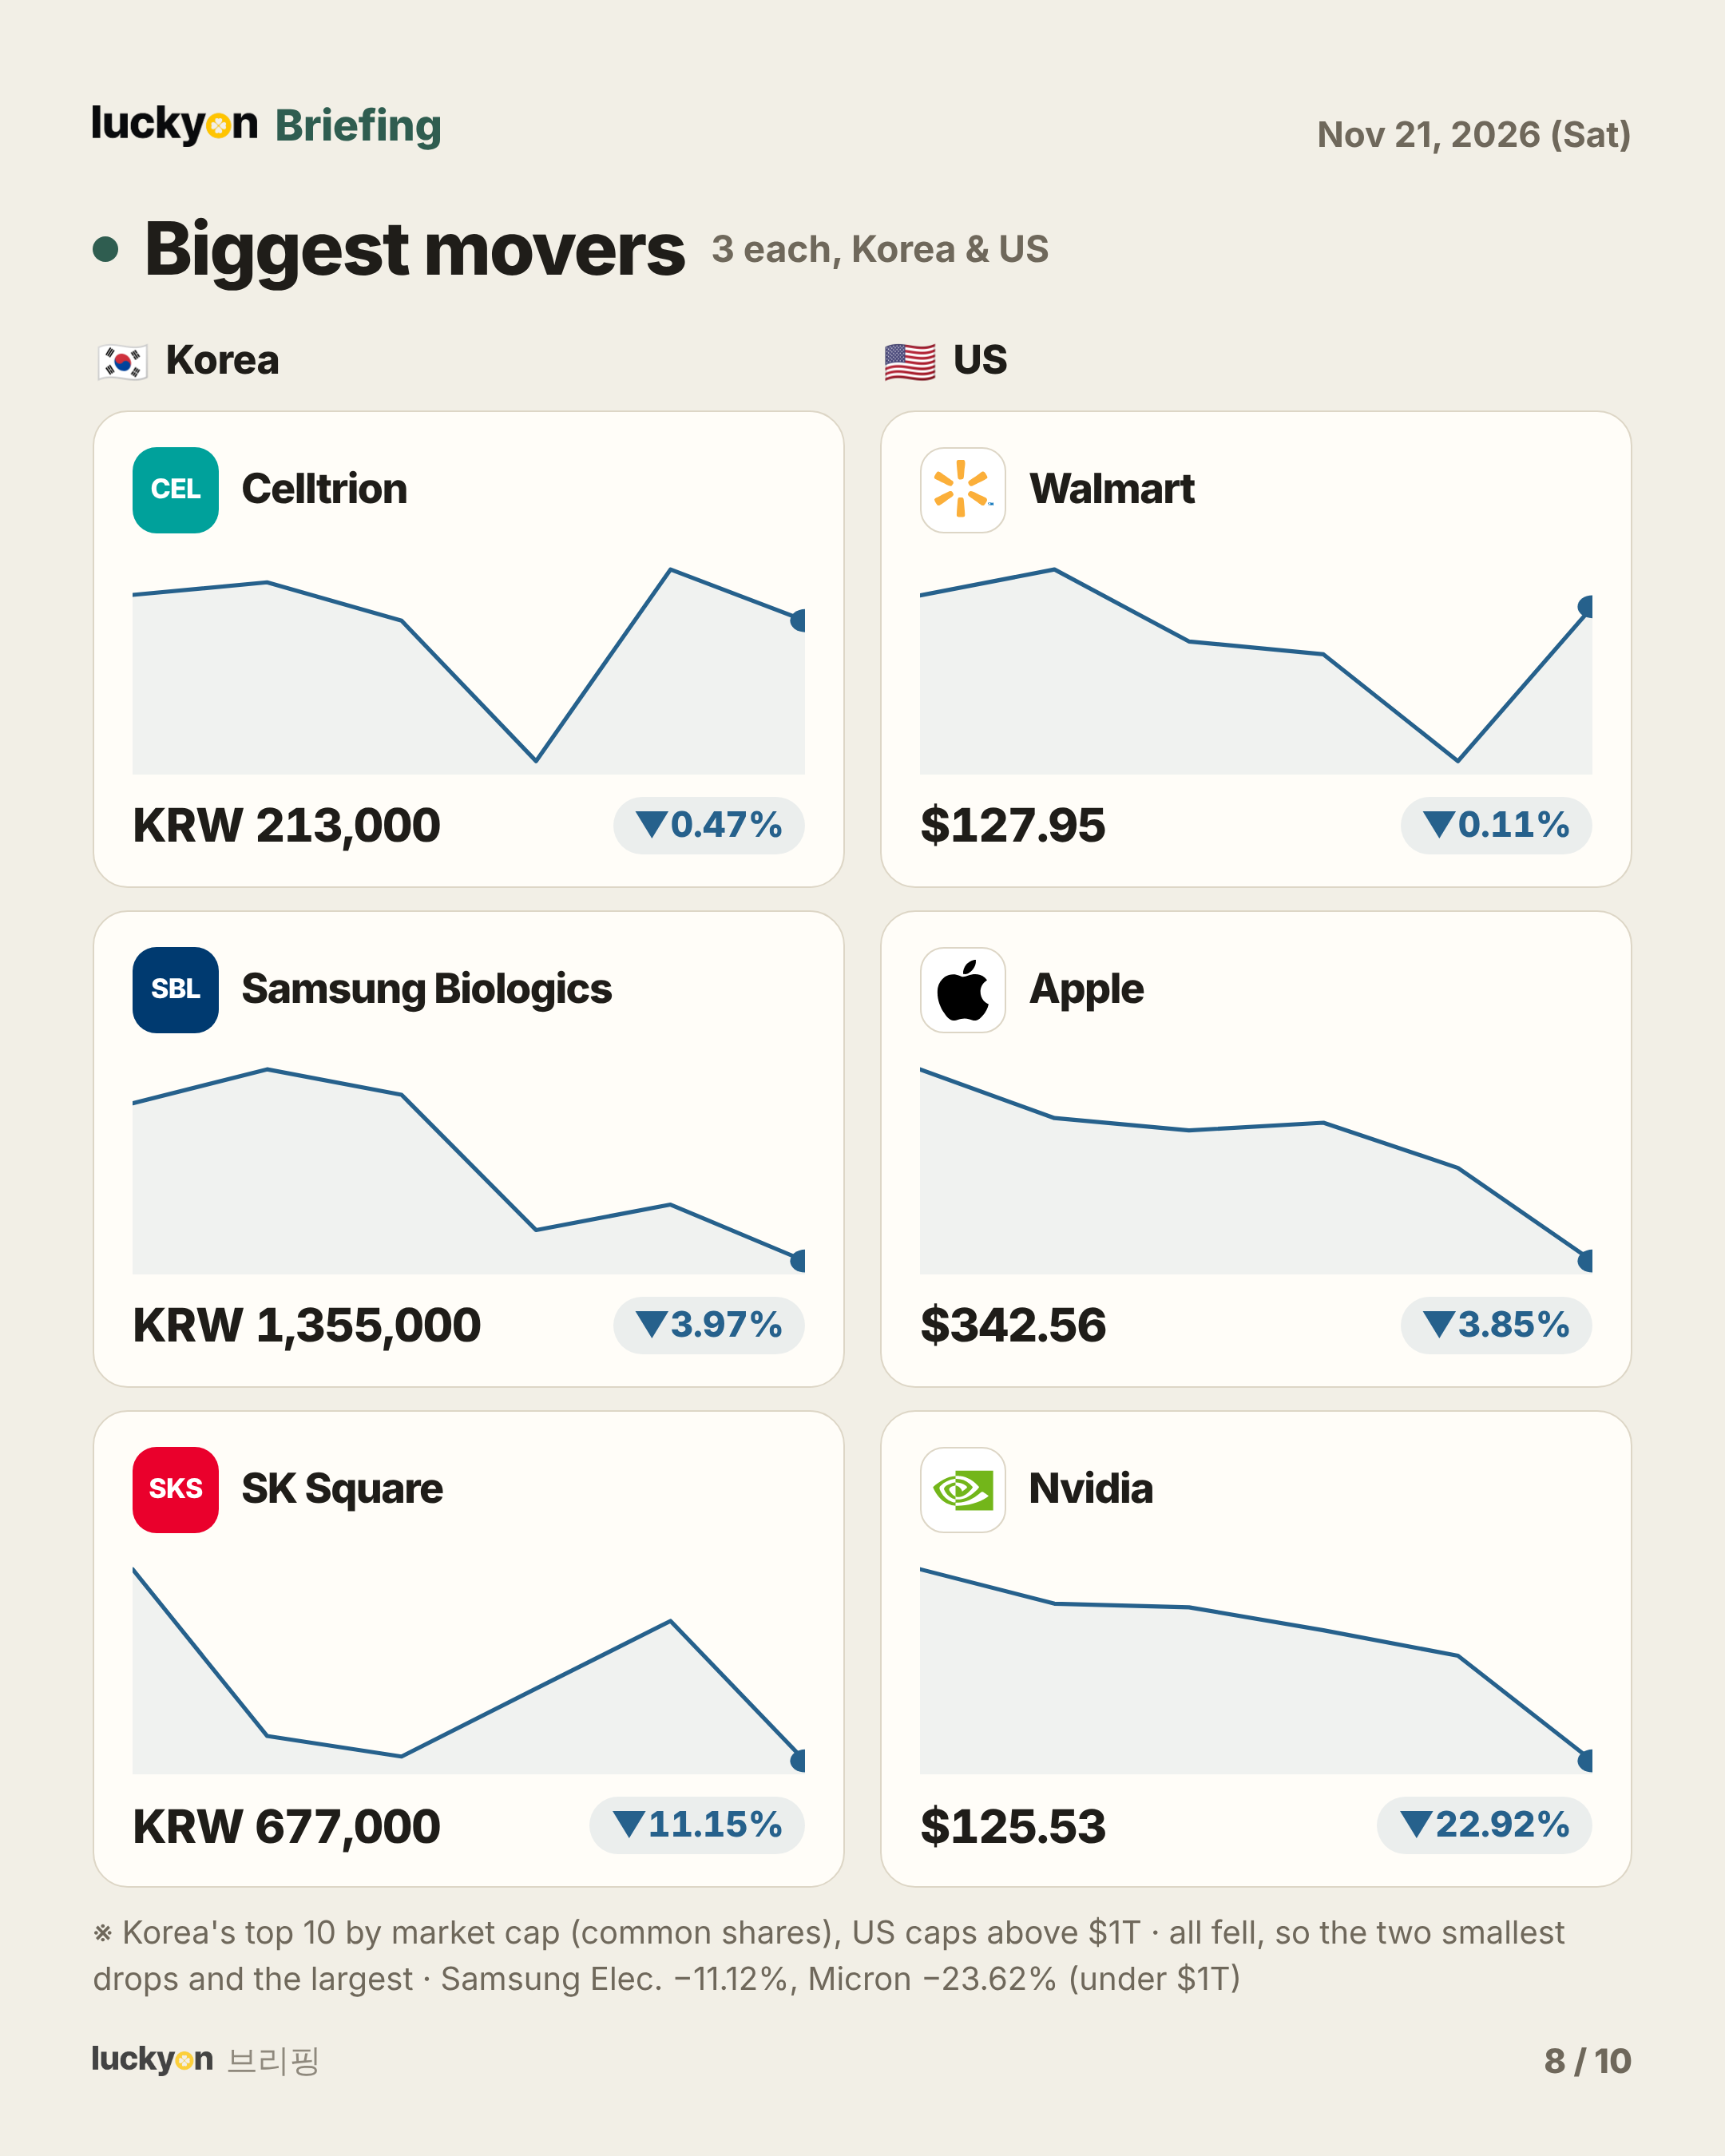 luckyon Briefing
Nov 21, 2026 (Sat)
Biggest movers 3 each, Korea & US
Korea
US
CEL Celltrion
KRW 213,000 ▼0.47%
Walmart
$127.95 ▼0.11%
SBL Samsung Biologics
KRW 1,355,000 ▼3.97%
Apple
$342.56 ▼3.85%
SKS SK Square
KRW 677,000 ▼11.15%
Nvidia
$125.53 ▼22.92%
※ Korea's top 10 by market cap (common shares), US caps above $1T · all fell, so the two smallest
drops and the largest · Samsung Elec. −11.12%, Micron −23.62% (under $1T)
luckyon 브리핑
8 / 10